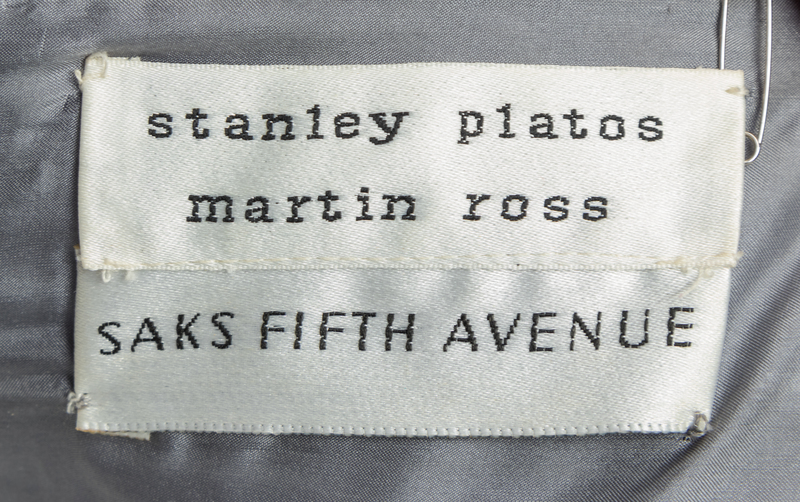 stanley platos
martin ross
SAKS FIFTH AVENUE